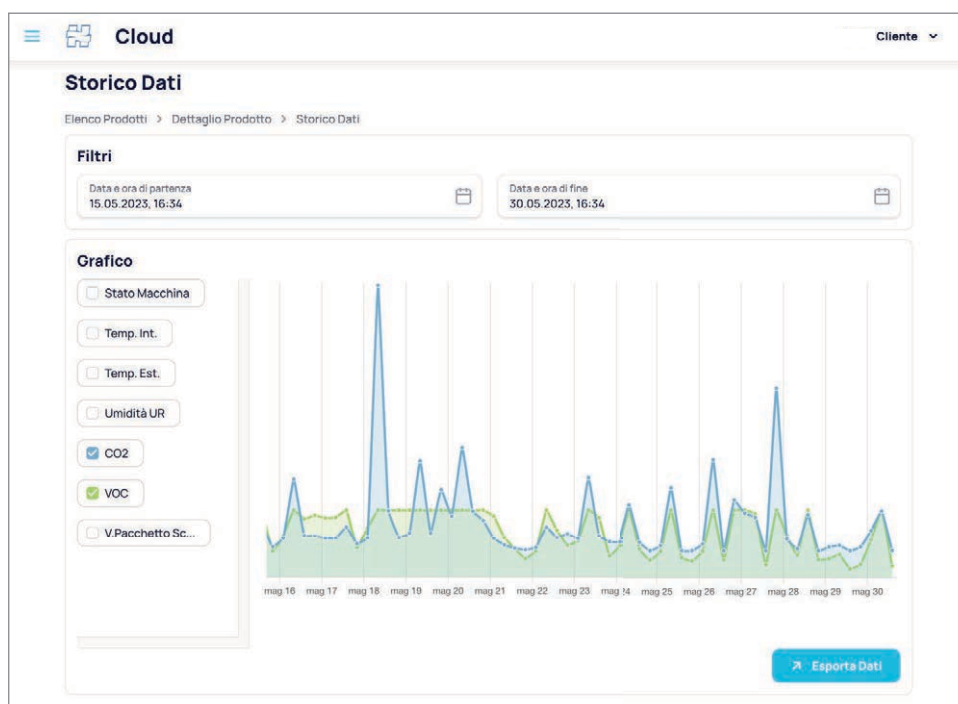 Cloud
Cliente
Storico Dati
Elenco Prodotti > Dettaglio Prodotto > Storico Dati
Filtri
Data e ora di partenza
15.05.2023, 16:34
Data e ora di fine
30.05.2023, 16:34
Grafico
Stato Macchina
Temp. Int.
Temp. Est.
Umidità UR
CO2
VOC
V.Pacchetto Sc...
mag 16 mag 17 mag 18 mag 19 mag 20 mag 21 mag 22 mag 23 mag 24 mag 25 mag 26 mag 27 mag 28 mag 29 mag 30
Esporta Dati